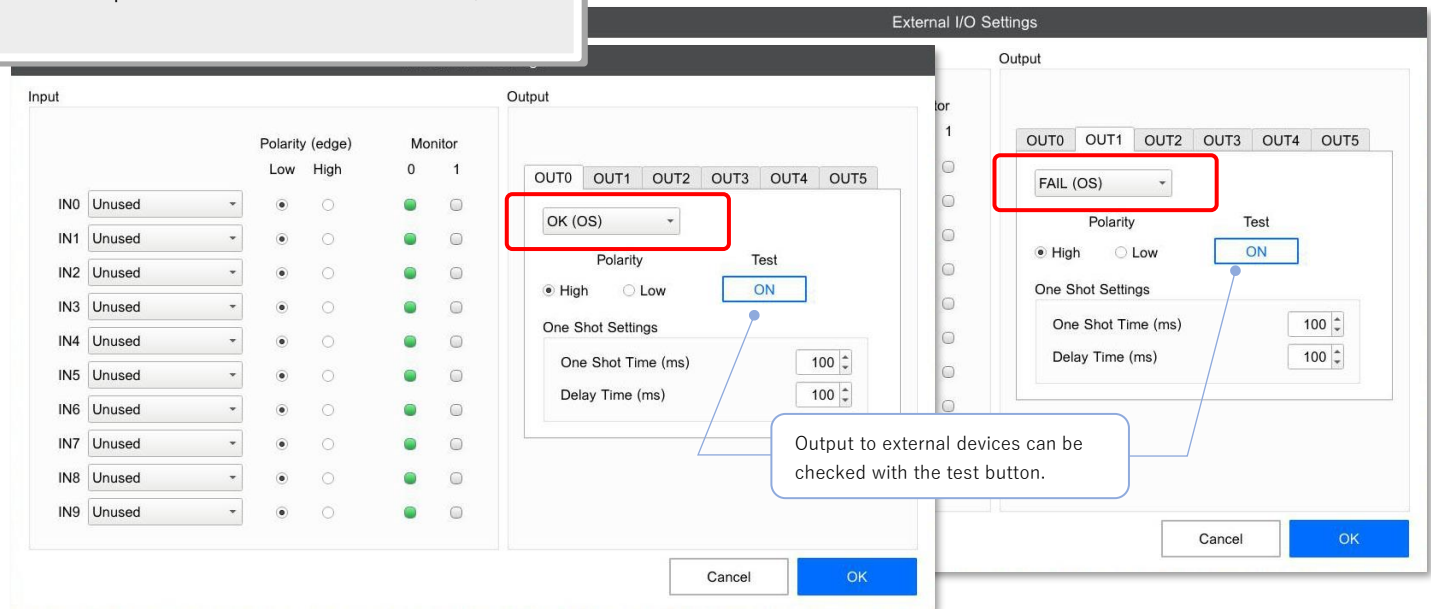 External I/O Settings
Input
Output
Polarity (edge) Monitor
Low High 0 1
IN0 Unused
IN1 Unused
IN2 Unused
IN3 Unused
IN4 Unused
IN5 Unused
IN6 Unused
IN7 Unused
IN8 Unused
IN9 Unused
OUT0 OUT1 OUT2 OUT3 OUT4 OUT5
OK (OS)
Polarity Test
High Low ON
One Shot Settings
One Shot Time (ms) 100
Delay Time (ms) 100
Cancel OK
Output
tor
1
OUT0 OUT1 OUT2 OUT3 OUT4 OUT5
FAIL (OS)
Polarity Test
High Low ON
One Shot Settings
One Shot Time (ms) 100
Delay Time (ms) 100
Output to external devices can be
checked with the test button.
Cancel OK